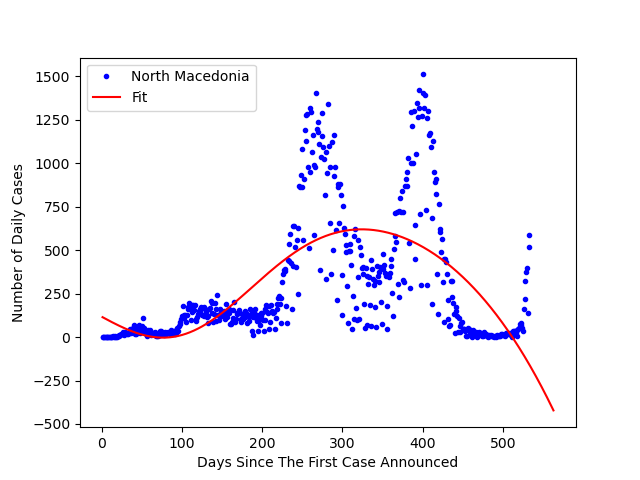 North Macedonia
Fit
1500
1250
1000
750
500
250
0
−250
−500
Number of Daily Cases
0 100 200 300 400 500
Days Since The First Case Announced